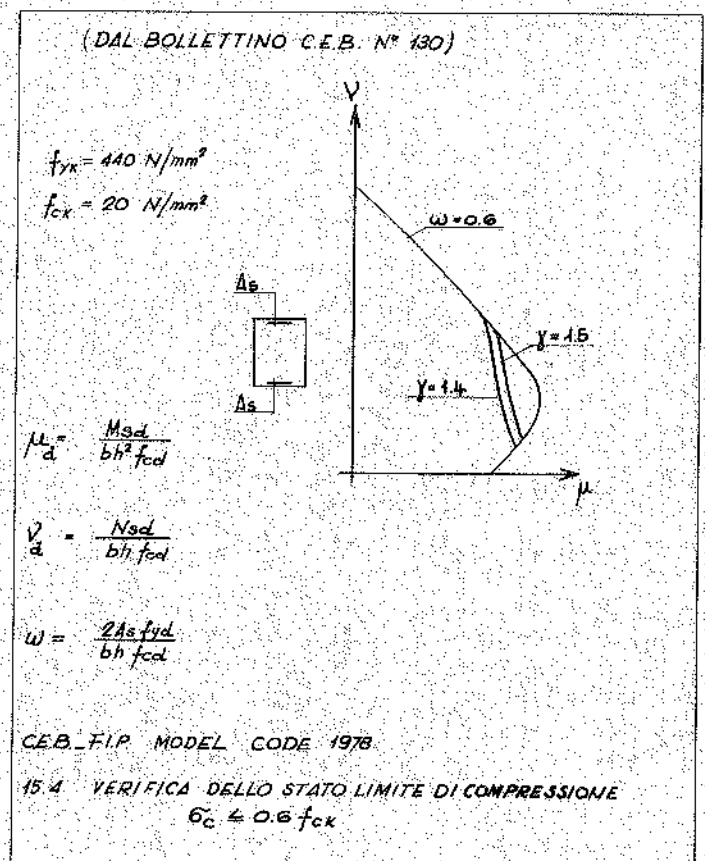 (DAL BOLLETTINO C.E.B. N° 130)
ν
fyk = 440 N/mm²
fck = 20 N/mm²
ω=0.6
As
γ=1.5
γ=1.4
As
μd = Msd / bh² fcd
μ
νd = Nsd / bh fcd
ω = 2As fyd / bh fcd
C.E.B._F.I.P. MODEL CODE 1978
15.4 VERIFICA DELLO STATO LIMITE DI COMPRESSIONE
σc ≤ 0.6 fck